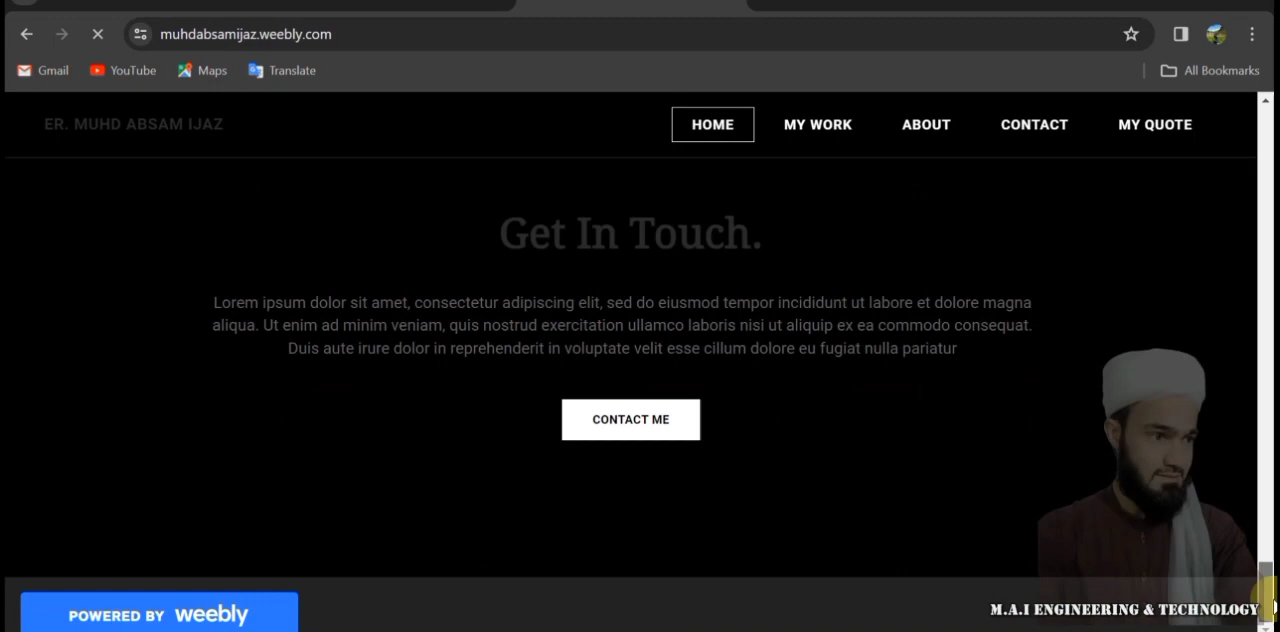 muhdabsamijaz.weebly.com
Gmail YouTube Maps Translate All Bookmarks
ER. MUHD ABSAM IJAZ HOME MY WORK ABOUT CONTACT MY QUOTE
Get In Touch.
Lorem ipsum dolor sit amet, consectetur adipiscing elit, sed do eiusmod tempor incididunt ut labore et dolore magna
aliqua. Ut enim ad minim veniam, quis nostrud exercitation ullamco laboris nisi ut aliquip ex ea commodo consequat.
Duis aute irure dolor in reprehenderit in voluptate velit esse cillum dolore eu fugiat nulla pariatur
CONTACT ME
POWERED BY weebly
M.A.I ENGINEERING & TECHNOLOGY